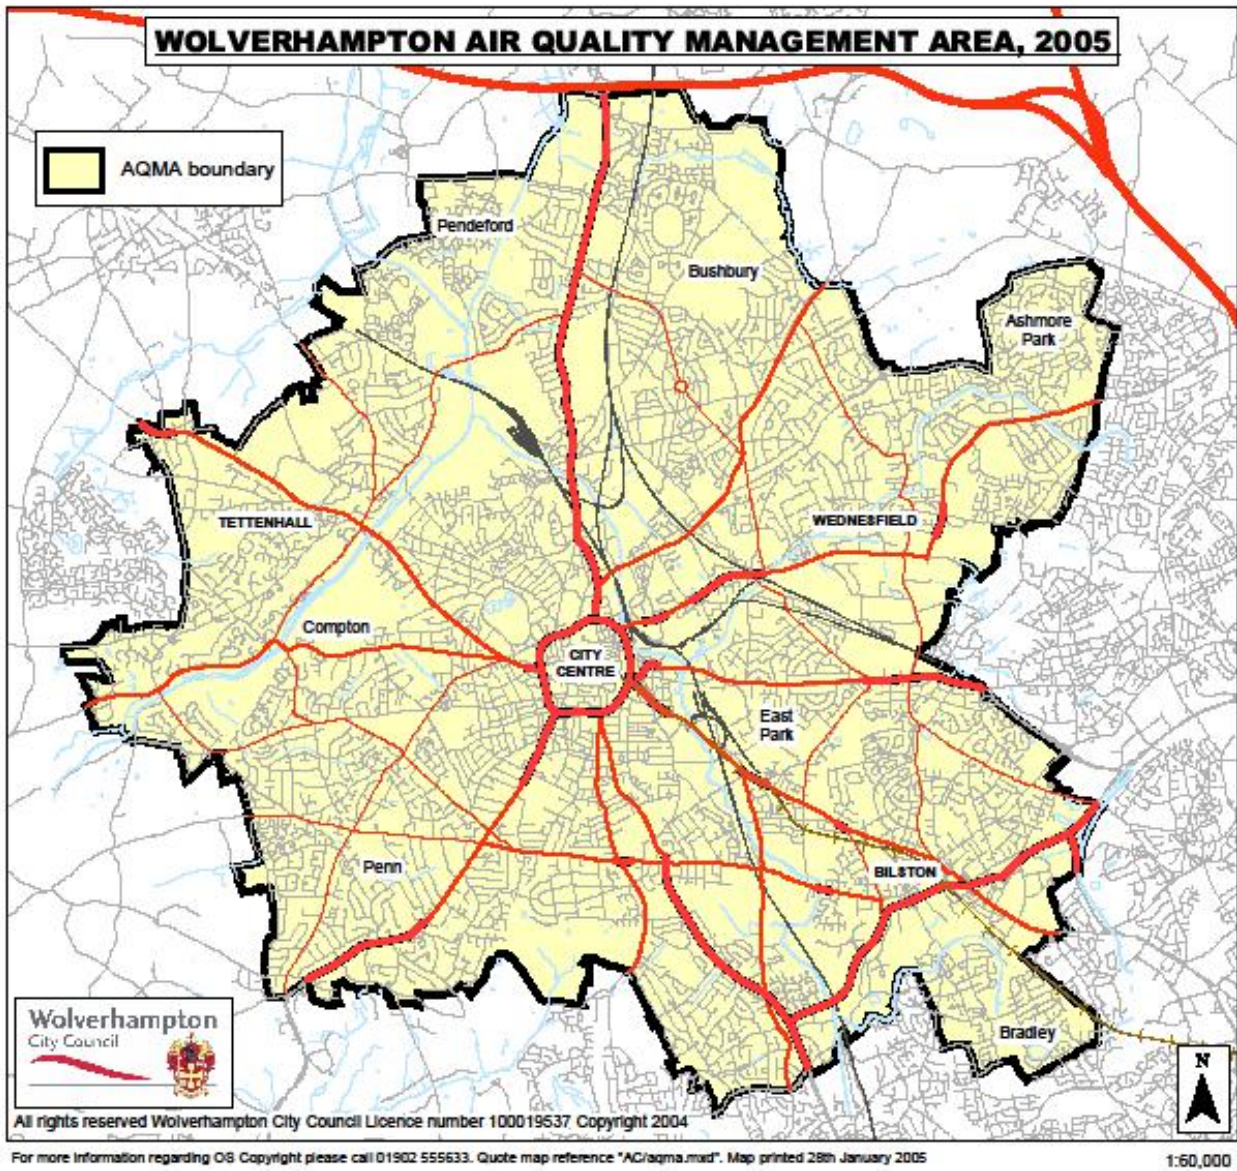 WOLVERHAMPTON AIR QUALITY MANAGEMENT AREA, 2005
AQMA boundary
Pendeford
Bushbury
Ashmore
Park
TETTENHALL
WEDNESFIELD
Compton
CITY
CENTRE
East
Park
Penn
BILSTON
Bradley
Wolverhampton
City Council
N
All rights reserved Wolverhampton City Council Licence number 100019537 Copyright 2004
For more information regarding OS Copyright please call 01902 555633. Quote map reference "AC/aqma.mxd". Map printed 28th January 2005
1:60,000